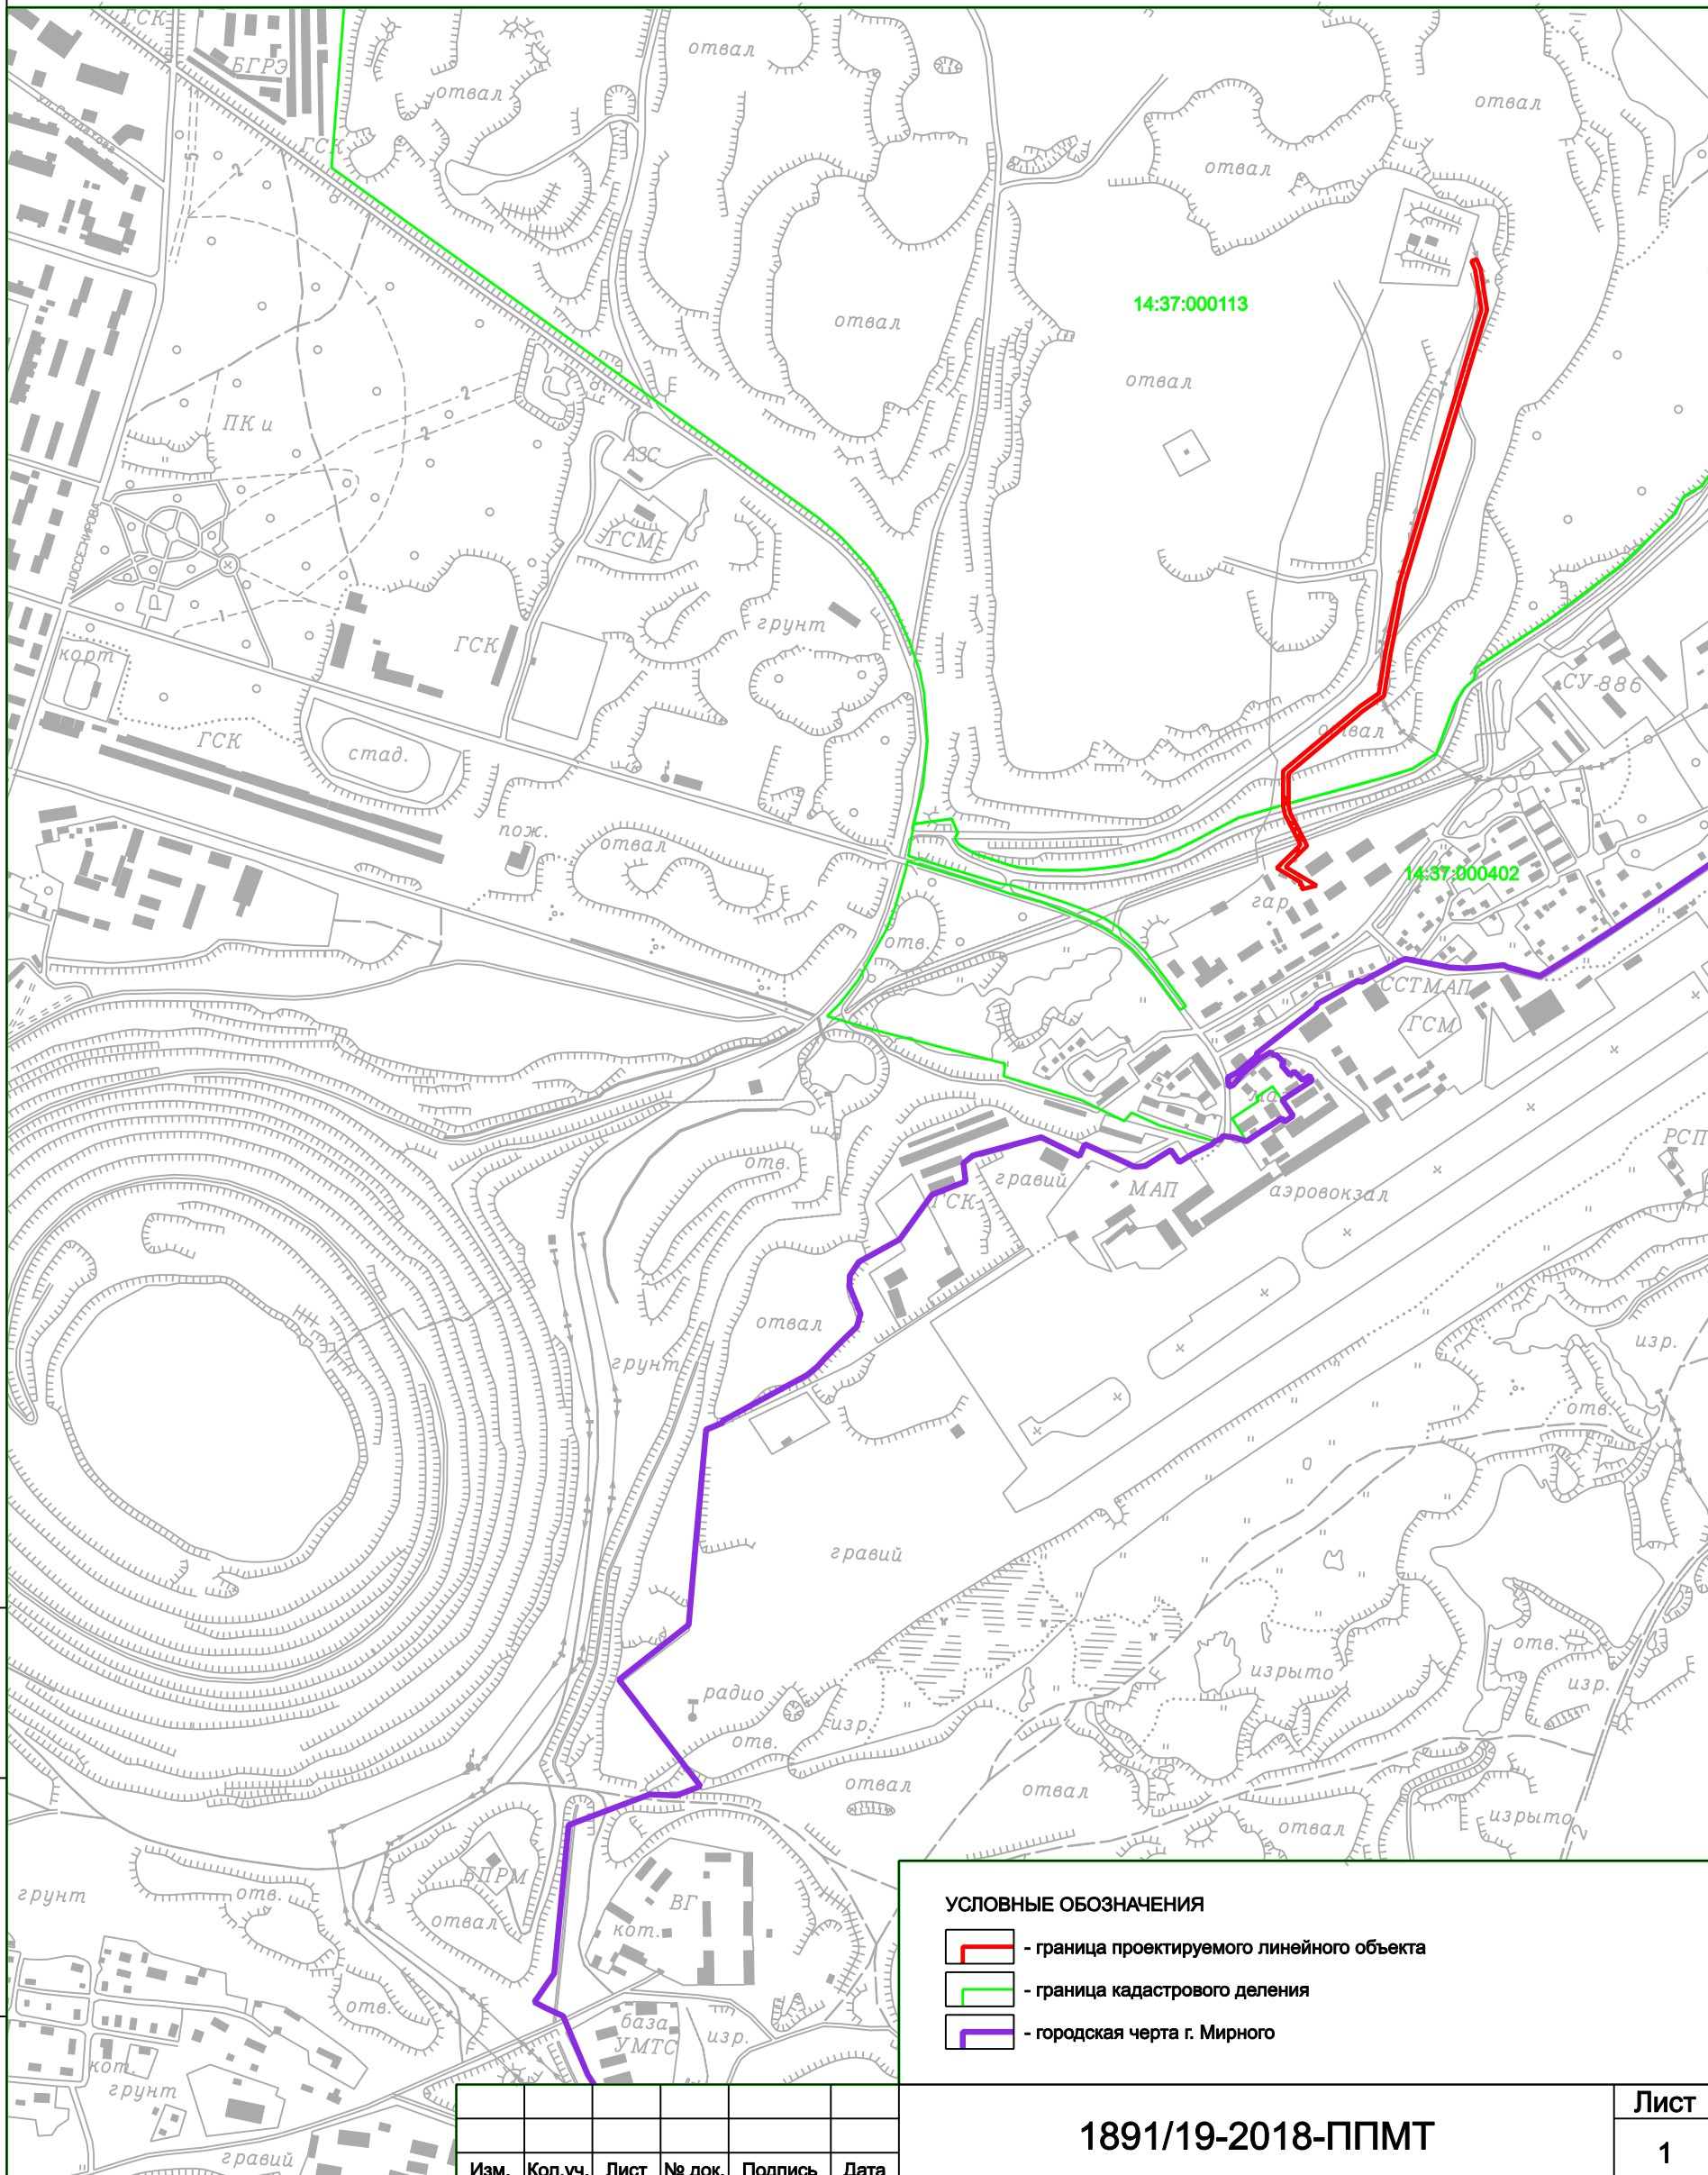 ГСК
отвал
БГРЭ
отвал
отвал
ГСК
отвал
14:37:000113
отвал
отвал
ПК и
АЗС
ШОССЕ КИРОВА
ГСМ
грунт
ГСК
корт
СУ-886
ГСК
стад.
отвал
пож.
отвал
14:37:000402
гар.
отв.
ССТМАП
ГСМ
РСП
отв.
гравий
МАП
аэровокзал
ГСК
отвал
изр.
грунт
отв.
гравий
отв.
изрыто
изр.
радио
изр.
отв.
отвал
отвал
изрыто
отвал
БПРМ
грунт
отв.
ВГ
отвал
кот.
УСЛОВНЫЕ ОБОЗНАЧЕНИЯ
- граница проектируемого линейного объекта
- граница кадастрового деления
- городская черта г. Мирного
отв.
база
УМТС
изр.
кот.
грунт
гравий
1891/19-2018-ППМТ
Лист
1
Изм. Кол.уч. Лист № док. Подпись Дата